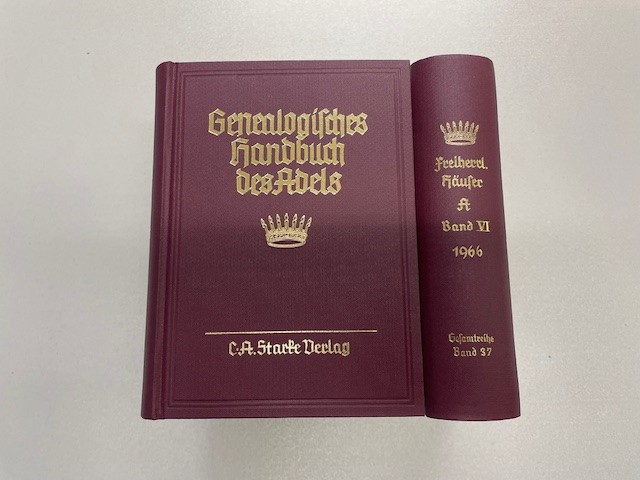 Genealogisches
Handbuch
des Adels
C. A. Starke Verlag
Freiherrl.
Häuser
A
Band VI
1966
Gesamtreihe
Band 37